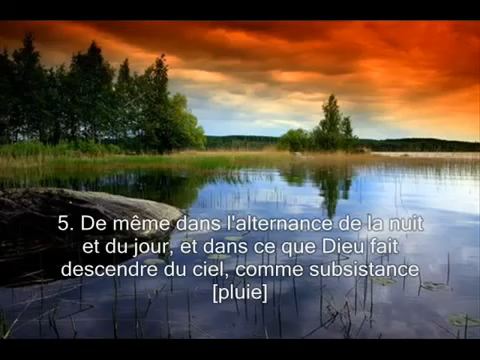 5. De même dans l'alternance de la nuit
et du jour, et dans ce que Dieu fait
descendre du ciel, comme subsistance
[pluie]